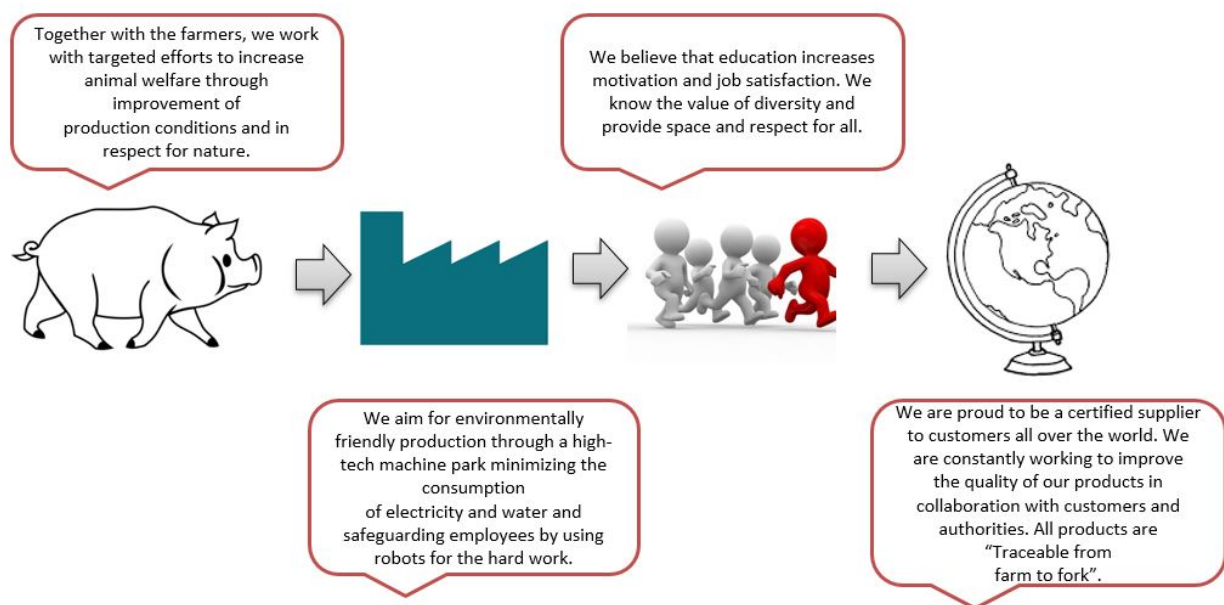 Together with the farmers, we work
with targeted efforts to increase
animal welfare through
improvement of
production conditions and in
respect for nature.
We believe that education increases
motivation and job satisfaction. We
know the value of diversity and
provide space and respect for all.
We aim for environmentally
friendly production through a high-
tech machine park minimizing the
consumption
of electricity and water and
safeguarding employees by using
robots for the hard work.
We are proud to be a certified supplier
to customers all over the world. We
are constantly working to improve
the quality of our products in
collaboration with customers and
authorities. All products are
“Traceable from
farm to fork”.